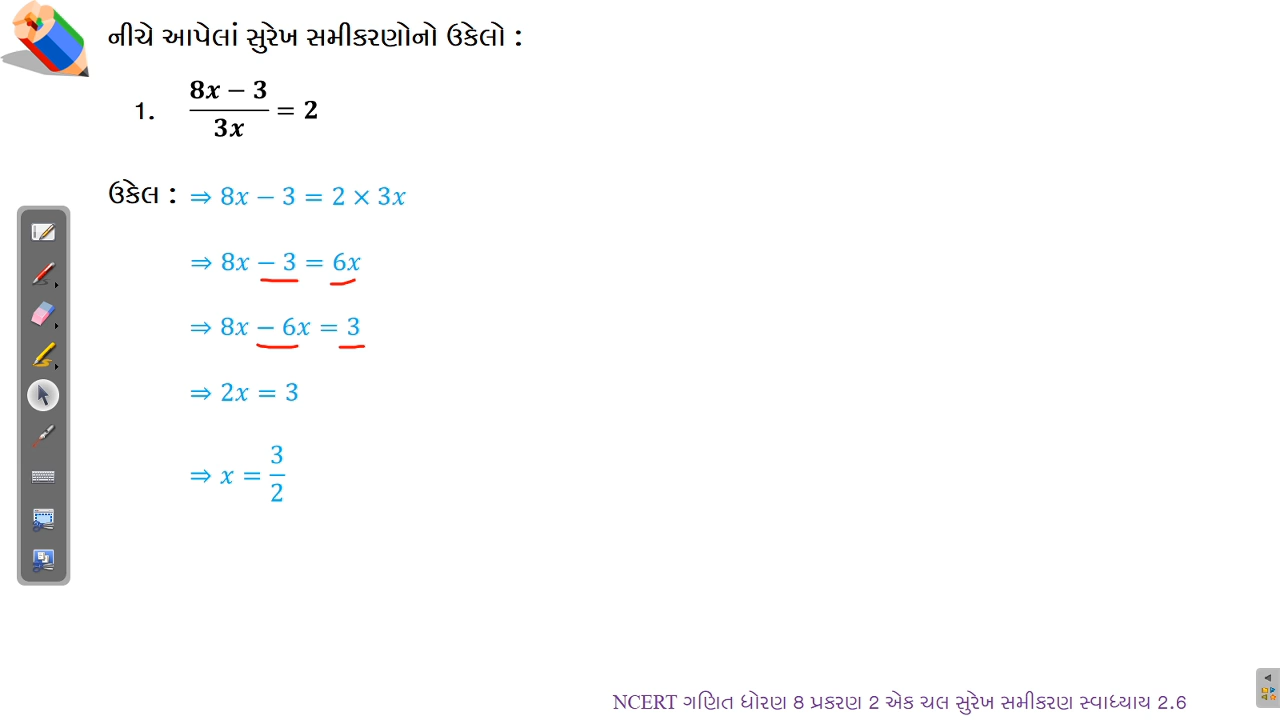 નીચે આપેલાં સુરેખ સમીકરણોનો ઉકેલો :
1. (8x − 3)/(3x) = 2
ઉકેલ : ⇒ 8x − 3 = 2 × 3x
⇒ 8x − 3 = 6x
⇒ 8x − 6x = 3
⇒ 2x = 3
⇒ x = 3/2
NCERT ગણિત ધોરણ 8 પ્રકરણ 2 એક ચલ સુરેખ સમીકરણ સ્વાધ્યાય 2.6